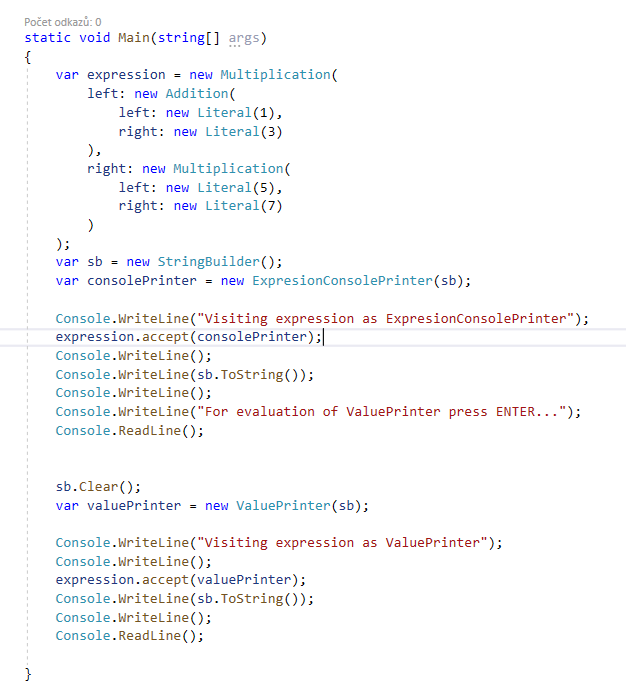 Počet odkazů: 0
static void Main(string[] args)
{
    var expression = new Multiplication(
        left: new Addition(
            left: new Literal(1),
            right: new Literal(3)
        ),
        right: new Multiplication(
            left: new Literal(5),
            right: new Literal(7)
        )
    );
    var sb = new StringBuilder();
    var consolePrinter = new ExpresionConsolePrinter(sb);

    Console.WriteLine("Visiting expression as ExpresionConsolePrinter");
    expression.accept(consolePrinter);
    Console.WriteLine();
    Console.WriteLine(sb.ToString());
    Console.WriteLine();
    Console.WriteLine("For evaluation of ValuePrinter press ENTER...");
    Console.ReadLine();


    sb.Clear();
    var valuePrinter = new ValuePrinter(sb);

    Console.WriteLine("Visiting expression as ValuePrinter");
    Console.WriteLine();
    expression.accept(valuePrinter);
    Console.WriteLine(sb.ToString());
    Console.WriteLine();
    Console.ReadLine();

}